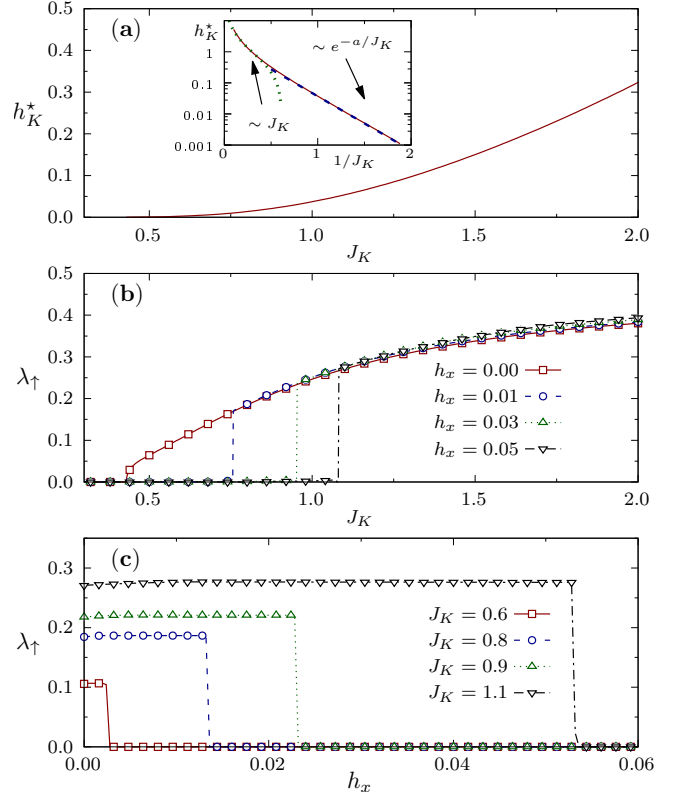 (a)
h⋆K
0.5
0.4
0.3
0.2
0.1
0.0
0.5
1.0
1.5
2.0
JK
h⋆K
1
0.1
0.01
0.001
0
1
2
1/JK
∼ e−a/JK
∼ JK
(b)
λ↑
0.5
0.4
0.3
0.2
0.1
0.0
0.5
1.0
1.5
2.0
JK
hx = 0.00
hx = 0.01
hx = 0.03
hx = 0.05
(c)
λ↑
0.3
0.2
0.1
0.0
0.00
0.02
0.04
0.06
hx
JK = 0.6
JK = 0.8
JK = 0.9
JK = 1.1